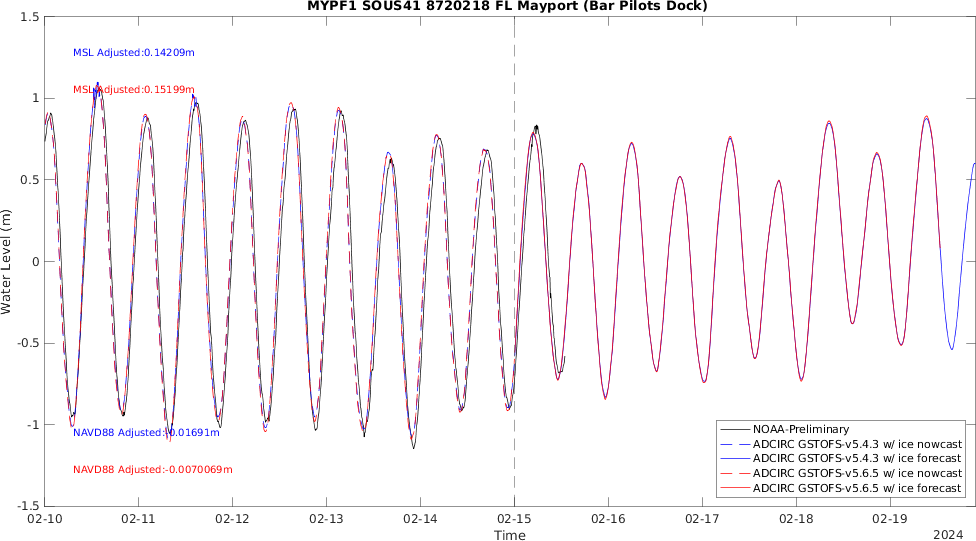 MYPF1 SOUS41 8720218 FL Mayport (Bar Pilots Dock)
1.5
MSL Adjusted:0.14209m
MSL Adjusted:0.15199m
1
0.5
0
-0.5
-1
-1.5
Water Level (m)
NAVD88 Adjusted:-0.01691m
NAVD88 Adjusted:-0.0070069m
NOAA-Preliminary
ADCIRC GSTOFS-v5.4.3 w/ ice nowcast
ADCIRC GSTOFS-v5.4.3 w/ ice forecast
ADCIRC GSTOFS-v5.6.5 w/ ice nowcast
ADCIRC GSTOFS-v5.6.5 w/ ice forecast
02-10 02-11 02-12 02-13 02-14 02-15 02-16 02-17 02-18 02-19
Time
2024